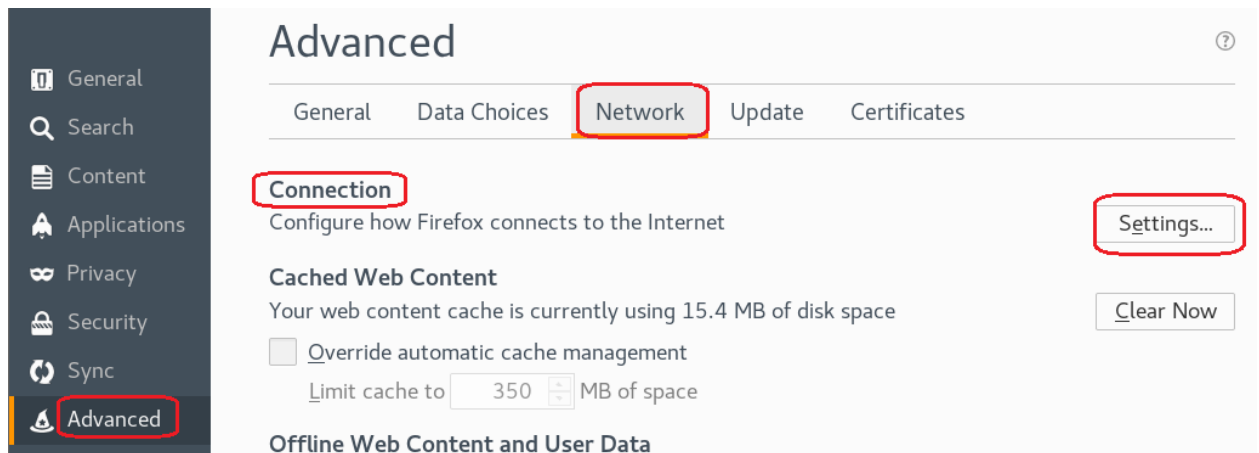 Advanced
General
Search
Content
Applications
Privacy
Security
Sync
Advanced
General Data Choices Network Update Certificates
Connection
Configure how Firefox connects to the Internet
Settings...
Cached Web Content
Your web content cache is currently using 15.4 MB of disk space
Clear Now
Override automatic cache management
Limit cache to 350 MB of space
Offline Web Content and User Data